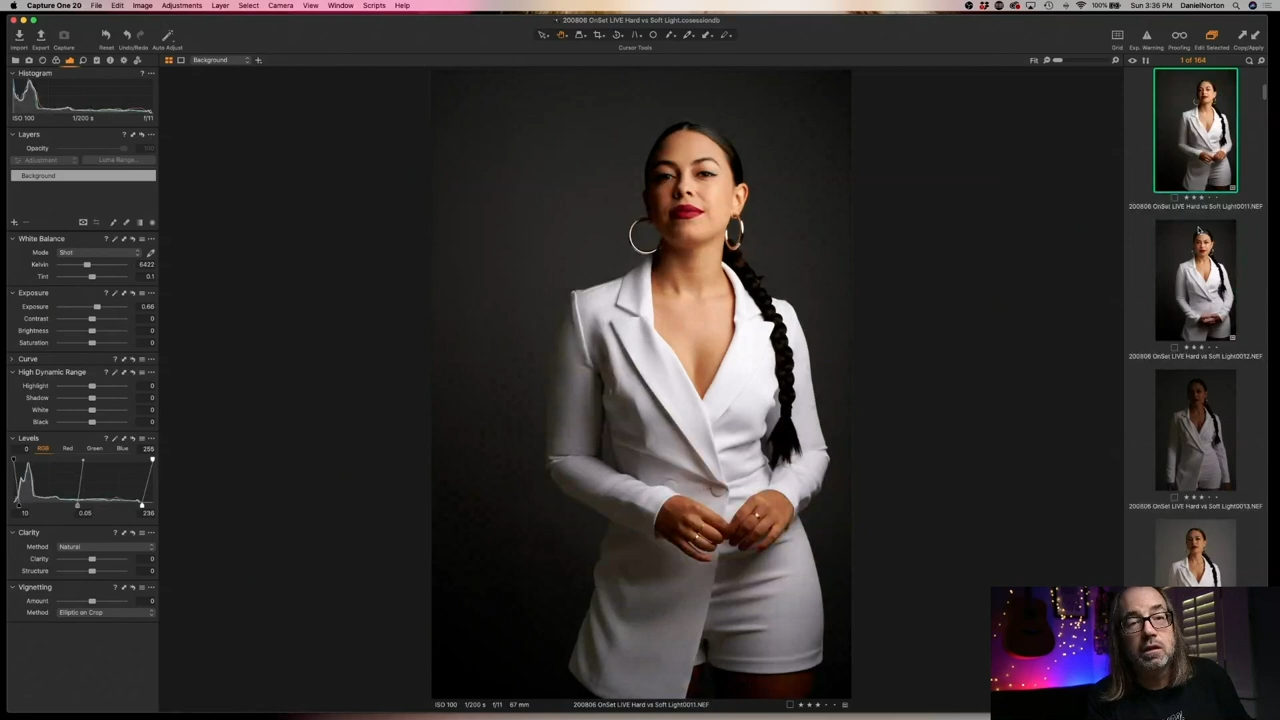 Capture One 20 File Edit View Image Adjustments Layer Select Camera View Window Scripts Help
100% Sun 3:36 PM DanielNorton
200806 OnSet LIVE Hard vs Soft Light.cosessiondb
Import Export Capture Reset Undo/Redo Auto Adjust Cursor Tools Grid Exp. Warning Proofing Edit Selected Copy/Apply
Background Fit 1 of 164
Histogram
ISO 100 1/200 s f/11
Layers
Opacity 100
Adjustment Luma Range...
Background
White Balance
Mode Shot
Kelvin 6422
Tint 0.1
Exposure
Exposure 0.66
Contrast 0
Brightness 0
Saturation 0
Curve
High Dynamic Range
Highlight 0
Shadow 0
White 0
Black 0
Levels
0 RGB Red Green Blue 255
10 0.05 236
Clarity
Method Natural
Clarity 0
Structure 0
Vignetting
Amount 0
Method Elliptic on Crop
ISO 100 1/200 s f/11 67 mm 200806 OnSet LIVE Hard vs Soft Light0011.NEF
200806 OnSet LIVE Hard vs Soft Light0011.NEF
200806 OnSet LIVE Hard vs Soft Light0012.NEF
200806 OnSet LIVE Hard vs Soft Light0013.NEF